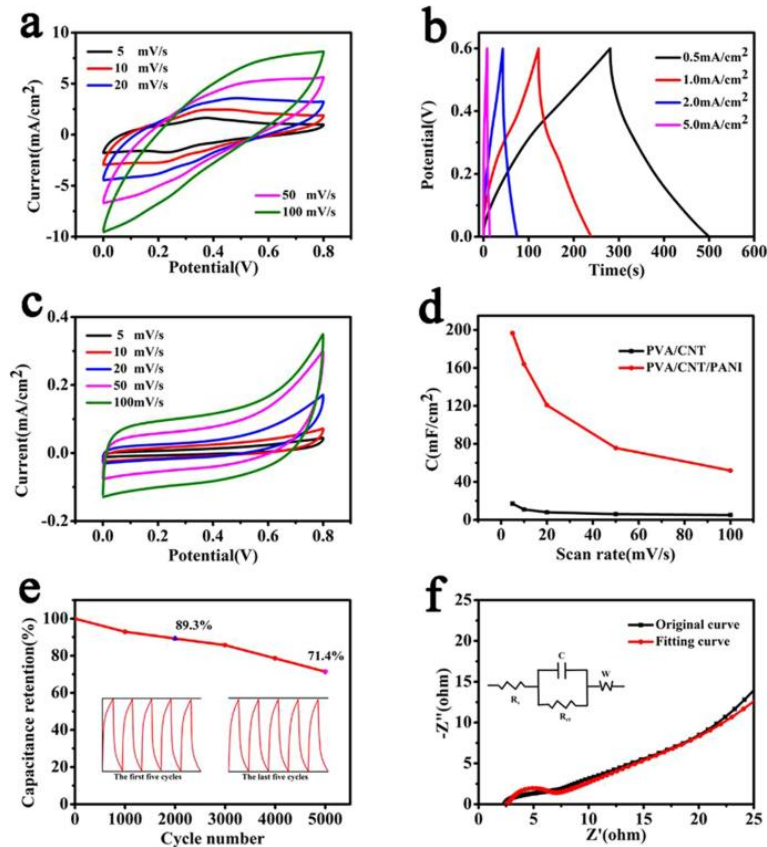 a
10
5
0
-5
-10
Current(mA/cm²)
5 mV/s
10 mV/s
20 mV/s
50 mV/s
100 mV/s
0.0 0.2 0.4 0.6 0.8
Potential(V)
b
0.6
0.4
0.2
0.0
Potential(V)
0.5mA/cm²
1.0mA/cm²
2.0mA/cm²
5.0mA/cm²
0 100 200 300 400 500 600
Time(s)
c
0.4
0.2
0.0
-0.2
Current(mA/cm²)
5 mV/s
10 mV/s
20 mV/s
50 mV/s
100mV/s
0.0 0.2 0.4 0.6 0.8
Potential(V)
d
200
160
120
80
40
0
C(mF/cm²)
PVA/CNT
PVA/CNT/PANI
0 20 40 60 80 100
Scan rate(mV/s)
e
100
80
60
40
20
0
Capacitance retention(%)
89.3%
71.4%
The first five cycles
The last five cycles
0 1000 2000 3000 4000 5000
Cycle number
f
25
20
15
10
5
0
-Z"(ohm)
Original curve
Fitting curve
C
W
Rs
Rct
0 5 10 15 20 25
Z'(ohm)